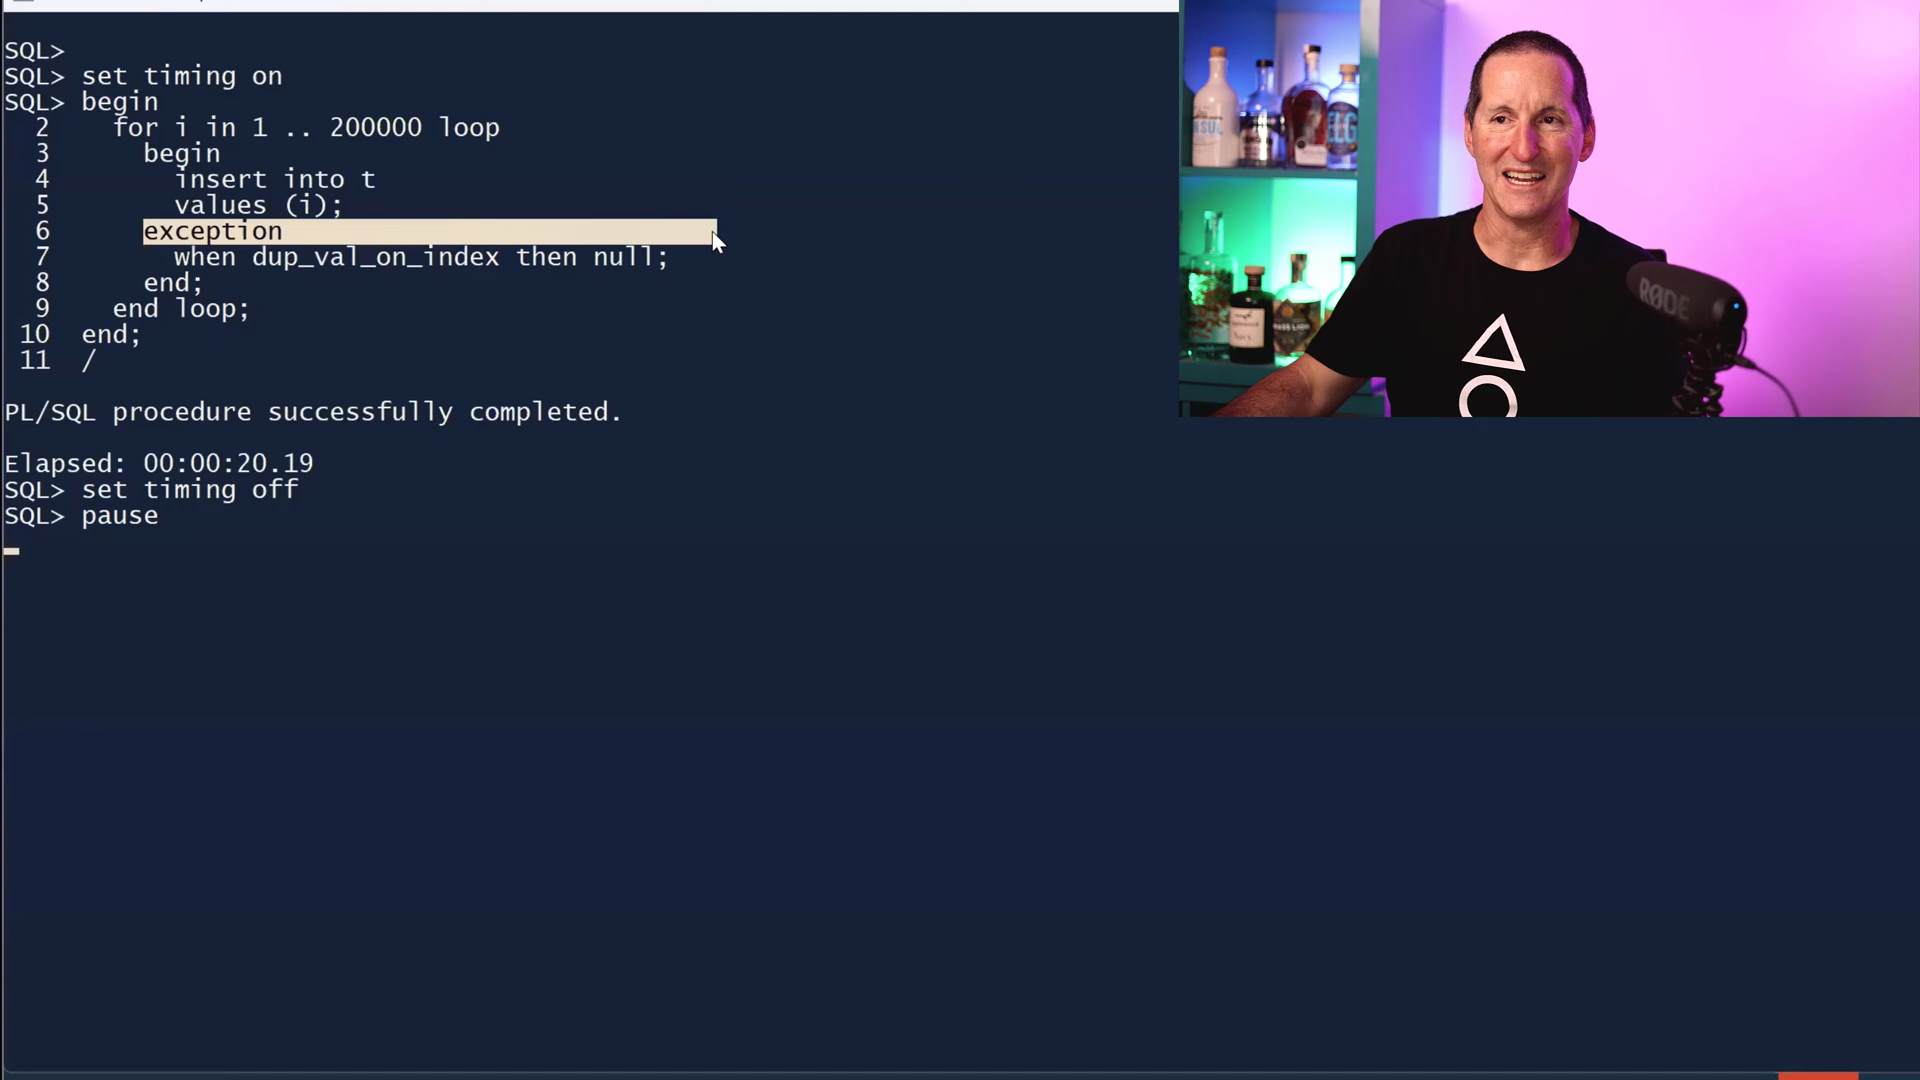 SQL>
SQL> set timing on
SQL> begin
2 for i in 1 .. 200000 loop
3 begin
4 insert into t
5 values (i);
6 exception
7 when dup_val_on_index then null;
8 end;
9 end loop;
10 end;
11 /
PL/SQL procedure successfully completed.
Elapsed: 00:00:20.19
SQL> set timing off
SQL> pause
RØDE